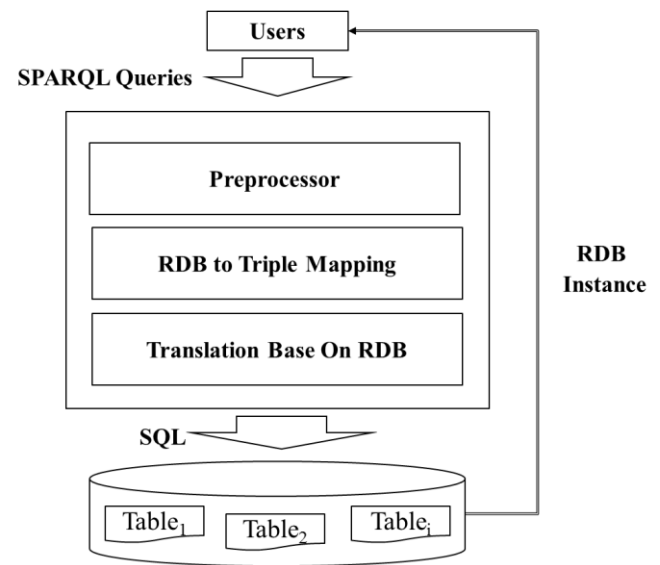 Users
SPARQL Queries
Preprocessor
RDB to Triple Mapping
RDB
Instance
Translation Base On RDB
SQL
Table1
Table2
Tablei